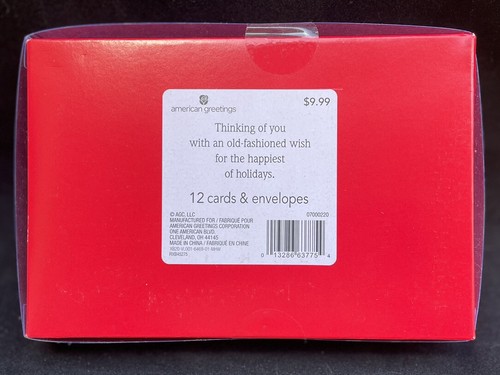 american greetings
$9.99
Thinking of you
with an old-fashioned wish
for the happiest
of holidays.
12 cards & envelopes
© AGC, LLC
MANUFACTURED FOR / FABRIQUÉ POUR
AMERICAN GREETINGS CORPORATION
ONE AMERICAN BLVD.
CLEVELAND, OH 44145
MADE IN CHINA / FABRIQUÉ EN CHINE
07000220
0 13286 63775 4